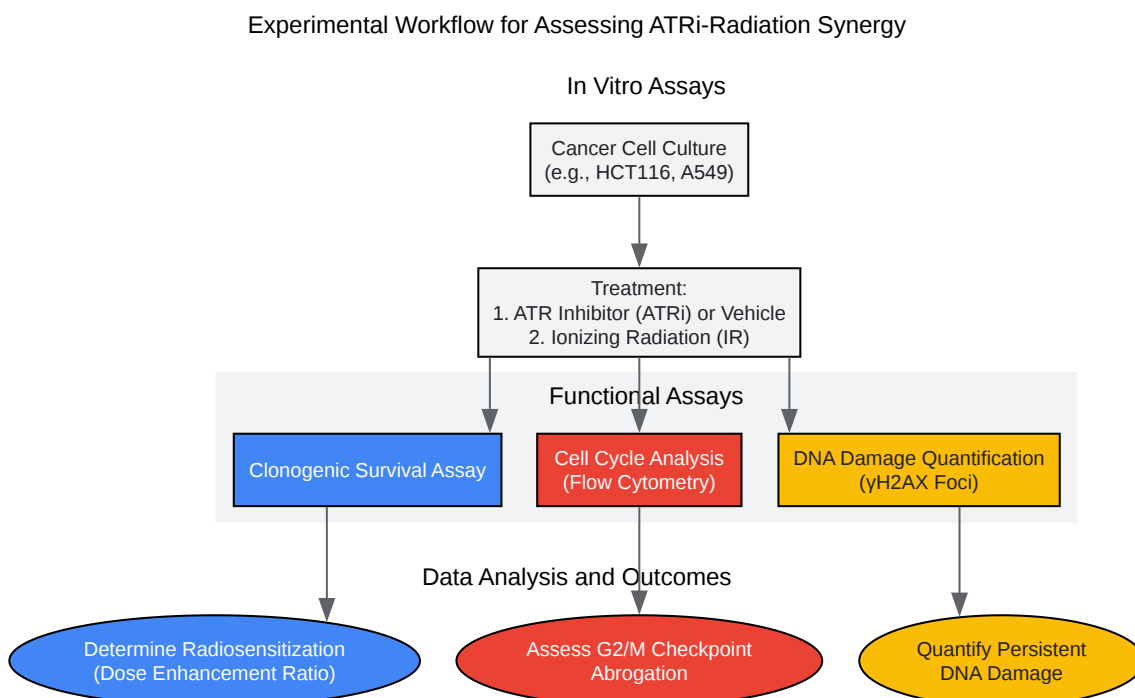 Experimental Workflow for Assessing ATRi-Radiation Synergy
In Vitro Assays
Cancer Cell Culture
(e.g., HCT116, A549)
Treatment:
1. ATR Inhibitor (ATRi) or Vehicle
2. Ionizing Radiation (IR)
Functional Assays
Clonogenic Survival Assay
Cell Cycle Analysis
(Flow Cytometry)
DNA Damage Quantification
(γH2AX Foci)
Data Analysis and Outcomes
Determine Radiosensitization
(Dose Enhancement Ratio)
Assess G2/M Checkpoint
Abrogation
Quantify Persistent
DNA Damage